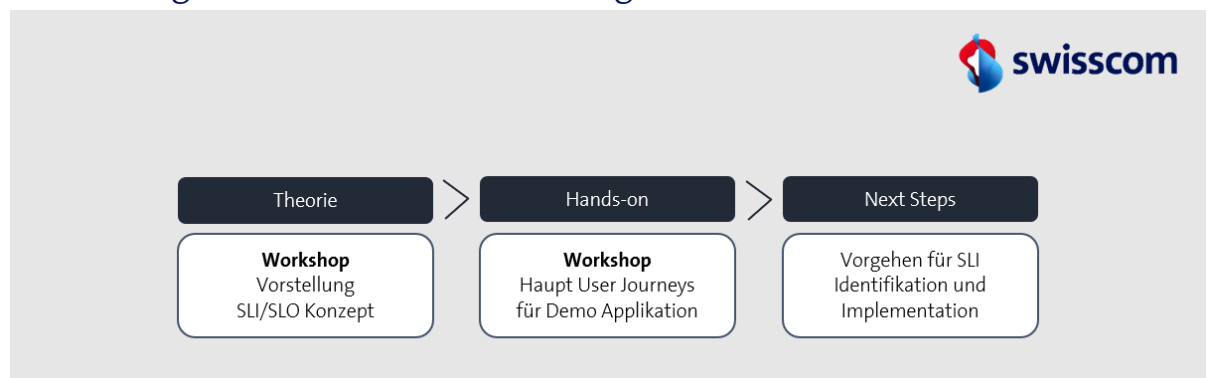 swisscom
Theorie
Hands-on
Next Steps
Workshop
Vorstellung
SLI/SLO Konzept
Workshop
Haupt User Journeys
für Demo Applikation
Vorgehen für SLI
Identifikation und
Implementation